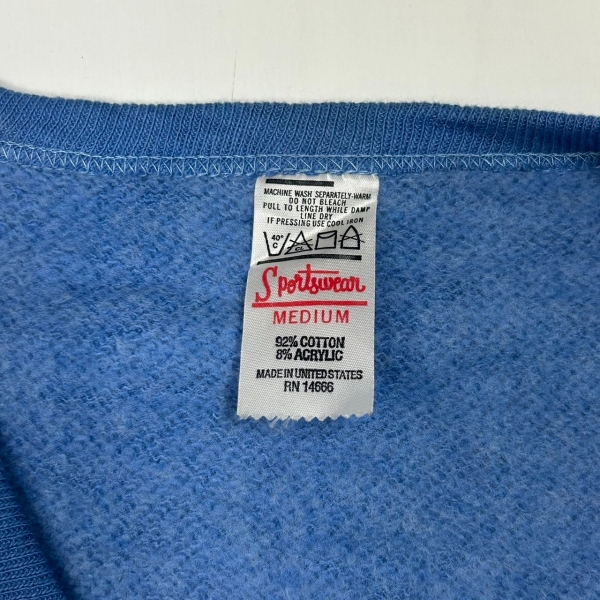 MACHINE WASH SEPARATELY-WARM
DO NOT BLEACH
PULL TO LENGTH WHILE DAMP
LINE DRY
IF PRESSING USE COOL IRON
40°
C
CL
Sportswear
MEDIUM
92% COTTON
8% ACRYLIC
MADE IN UNITED STATES
RN 14666